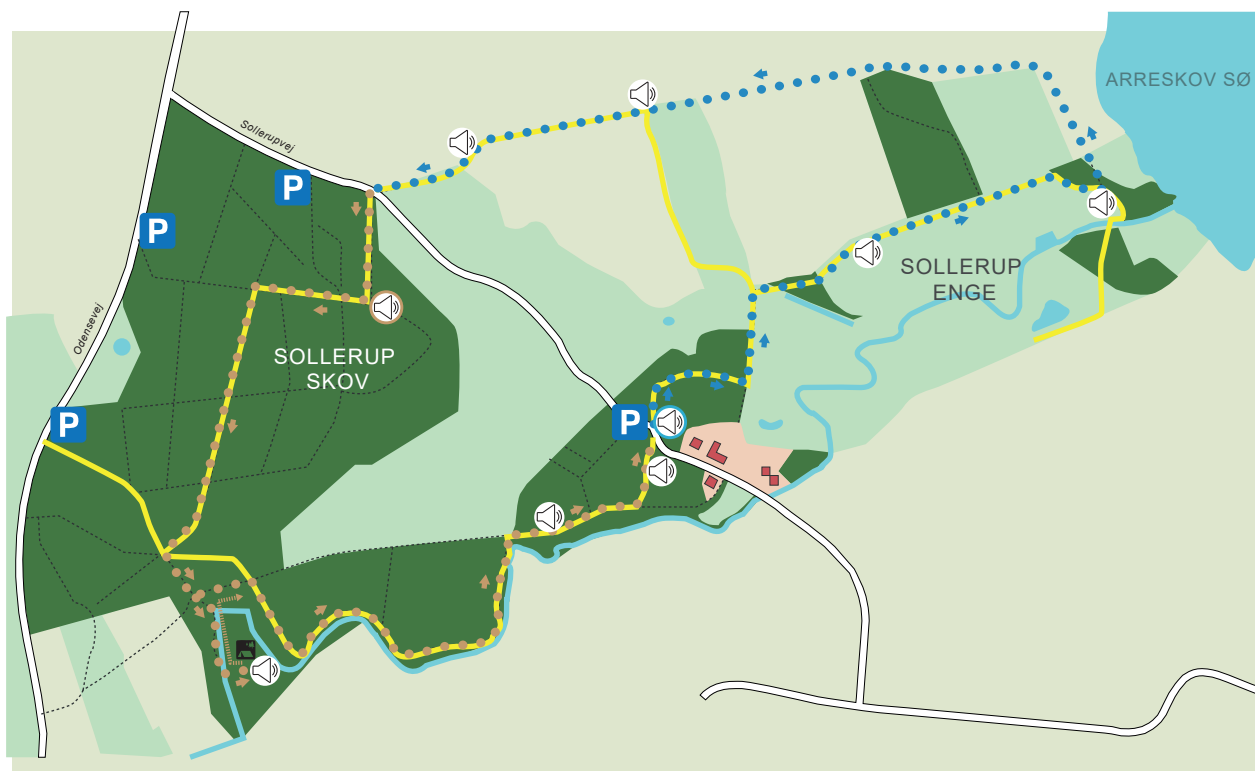 ARRESKOV SØ
Sollerupvej
P
P
SOLLERUP
ENGE
Odensevej
SOLLERUP
SKOV
P
P